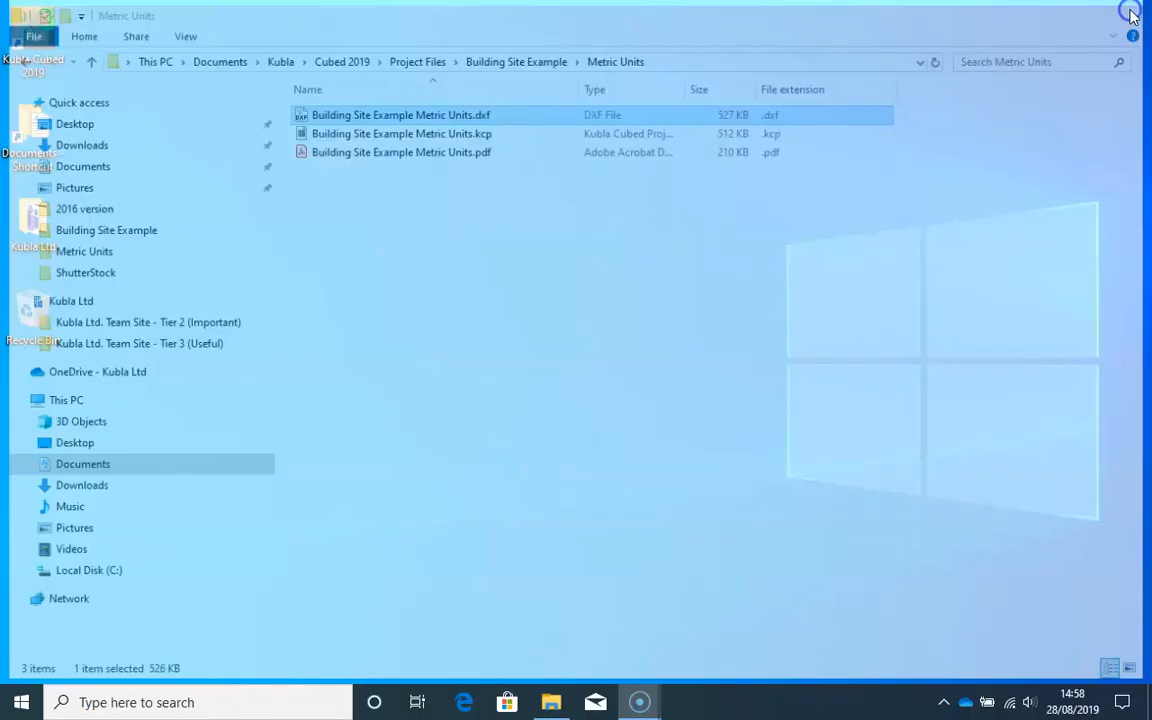 Metric Units
File Home Share View
This PC › Documents › Kubla › Cubed 2019 › Project Files › Building Site Example › Metric Units
Search Metric Units
Kubla Cubed
2019
Documents
Shortcut
Kubla Ltd
Recycle Bin
Quick access
Desktop
Downloads
Documents
Pictures
2016 version
Building Site Example
Metric Units
ShutterStock
Kubla Ltd
Kubla Ltd. Team Site - Tier 2 (Important)
Kubla Ltd. Team Site - Tier 3 (Useful)
OneDrive - Kubla Ltd
This PC
3D Objects
Desktop
Documents
Downloads
Music
Pictures
Videos
Local Disk (C:)
Network
Name Type Size File extension
Building Site Example Metric Units.dxf DXF File 527 KB .dxf
Building Site Example Metric Units.kcp Kubla Cubed Proj... 512 KB .kcp
Building Site Example Metric Units.pdf Adobe Acrobat D... 210 KB .pdf
3 items 1 item selected 526 KB
Type here to search
14:58
28/08/2019